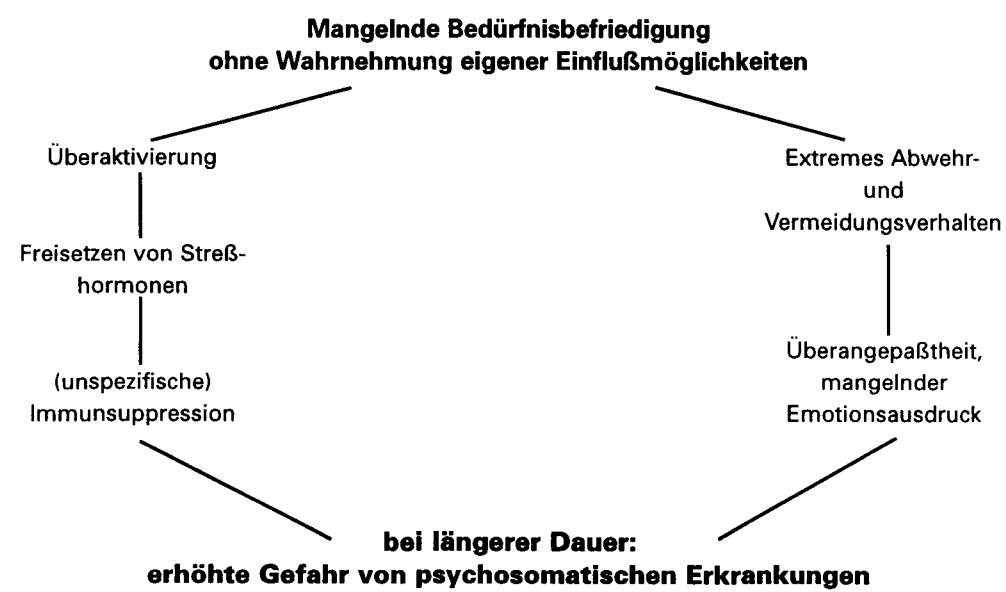 Mangelnde Bedürfnisbefriedigung
ohne Wahrnehmung eigener Einflußmöglichkeiten
Überaktivierung
Freisetzen von Streß-
hormonen
(unspezifische)
Immunsuppression
Extremes Abwehr-
und
Vermeidungsverhalten
Überangepaßtheit,
mangelnder
Emotionsausdruck
bei längerer Dauer:
erhöhte Gefahr von psychosomatischen Erkrankungen